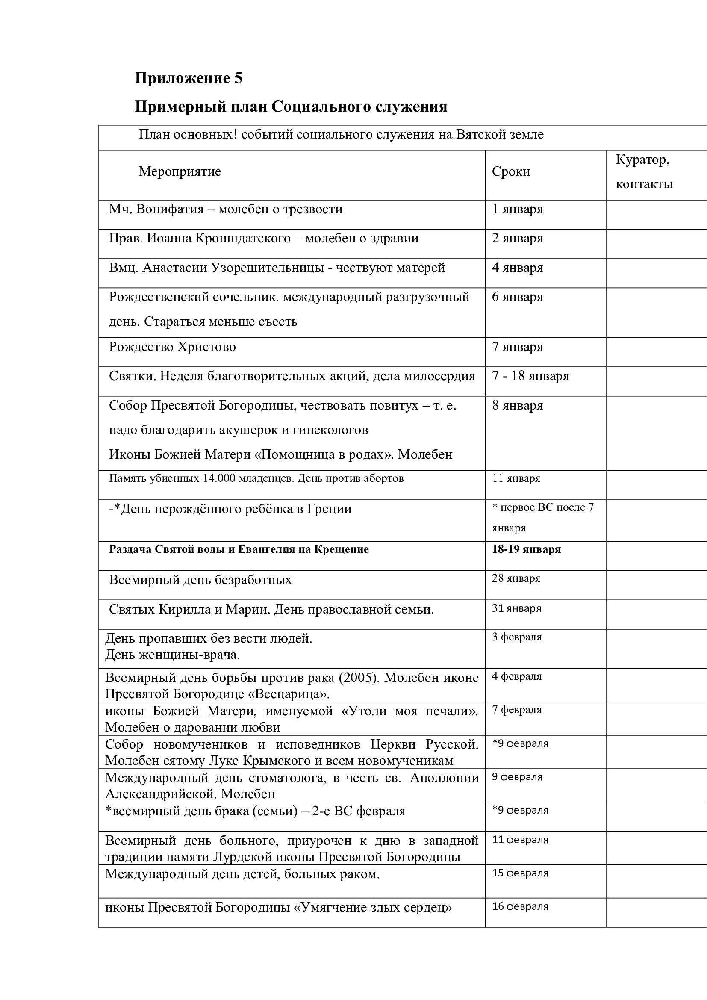 Приложение 5
Примерный план Социального служения
План основных! событий социального служения на Вятской земле
Мероприятие
Сроки
Куратор,
контакты
Мч. Вонифатия – молебен о трезвости
1 января
Прав. Иоанна Кроншдатского – молебен о здравии
2 января
Вмц. Анастасии Узорешительницы - чествуют матерей
4 января
Рождественский сочельник. международный разгрузочный
день. Стараться меньше съесть
6 января
Рождество Христово
7 января
Святки. Неделя благотворительных акций, дела милосердия
7 - 18 января
Собор Пресвятой Богородицы, чествовать повитух – т. е.
надо благодарить акушерок и гинекологов
Иконы Божией Матери «Помощница в родах». Молебен
8 января
Память убиенных 14.000 младенцев. День против абортов
11 января
-*День нерождённого ребёнка в Греции
* первое ВС после 7
января
Раздача Святой воды и Евангелия на Крещение
18-19 января
Всемирный день безработных
28 января
Святых Кирилла и Марии. День православной семьи.
31 января
День пропавших без вести людей.
День женщины-врача.
3 февраля
Всемирный день борьбы против рака (2005). Молебен иконе
Пресвятой Богородице «Всецарица».
4 февраля
иконы Божией Матери, именуемой «Утоли моя печали».
Молебен о даровании любви
7 февраля
Собор новомучеников и исповедников Церкви Русской.
Молебен сятому Луке Крымского и всем новомученикам
*9 февраля
Международный день стоматолога, в честь св. Аполлонии
Александрийской. Молебен
9 февраля
*всемирный день брака (семьи) – 2-е ВС февраля
*9 февраля
Всемирный день больного, приурочен к дню в западной
традиции памяти Лурдской иконы Пресвятой Богородицы
11 февраля
Международный день детей, больных раком.
15 февраля
иконы Пресвятой Богородицы «Умягчение злых сердец»
16 февраля